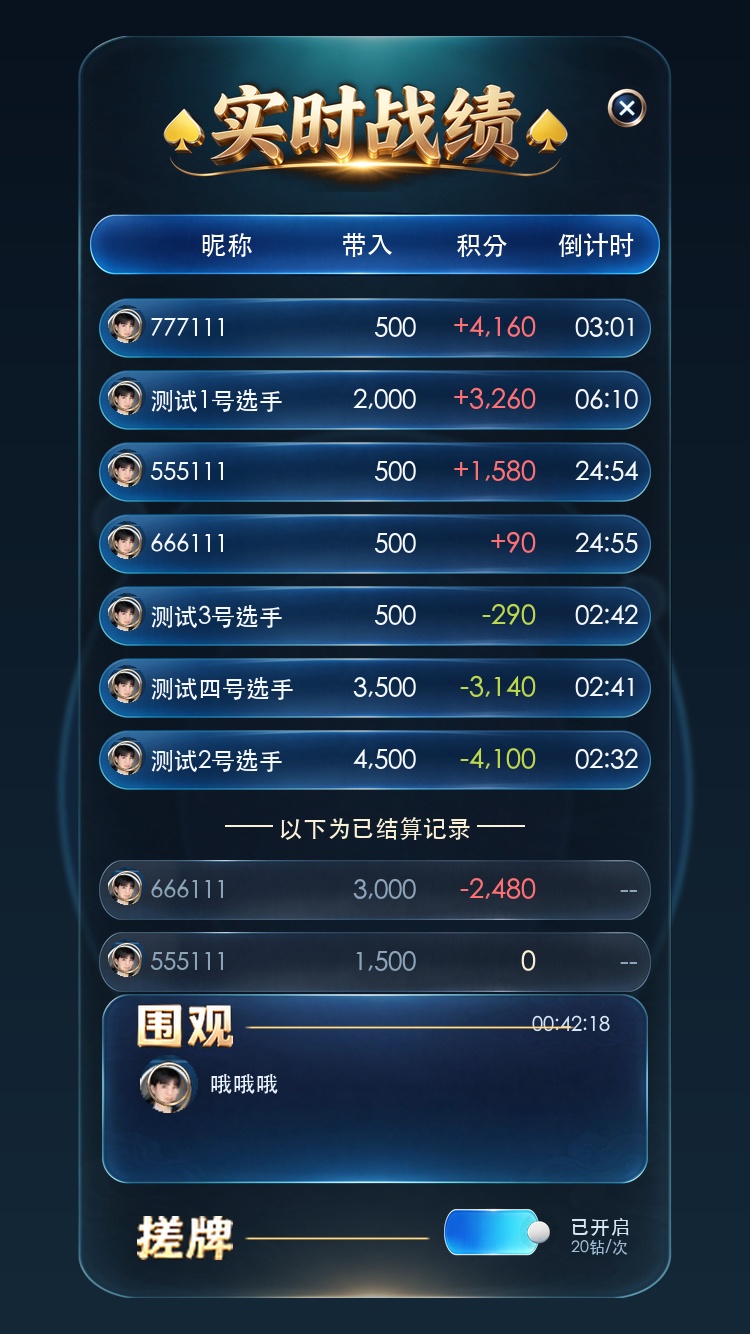 实时战绩
昵称 带入 积分 倒计时
777111 500 +4,160 03:01
测试1号选手 2,000 +3,260 06:10
555111 500 +1,580 24:54
666111 500 +90 24:55
测试3号选手 500 -290 02:42
测试四号选手 3,500 -3,140 02:41
测试2号选手 4,500 -4,100 02:32
以下为已结算记录
666111 3,000 -2,480 --
555111 1,500 0 --
围观 00:42:18
哦哦哦
搓牌 已开启
20钻/次